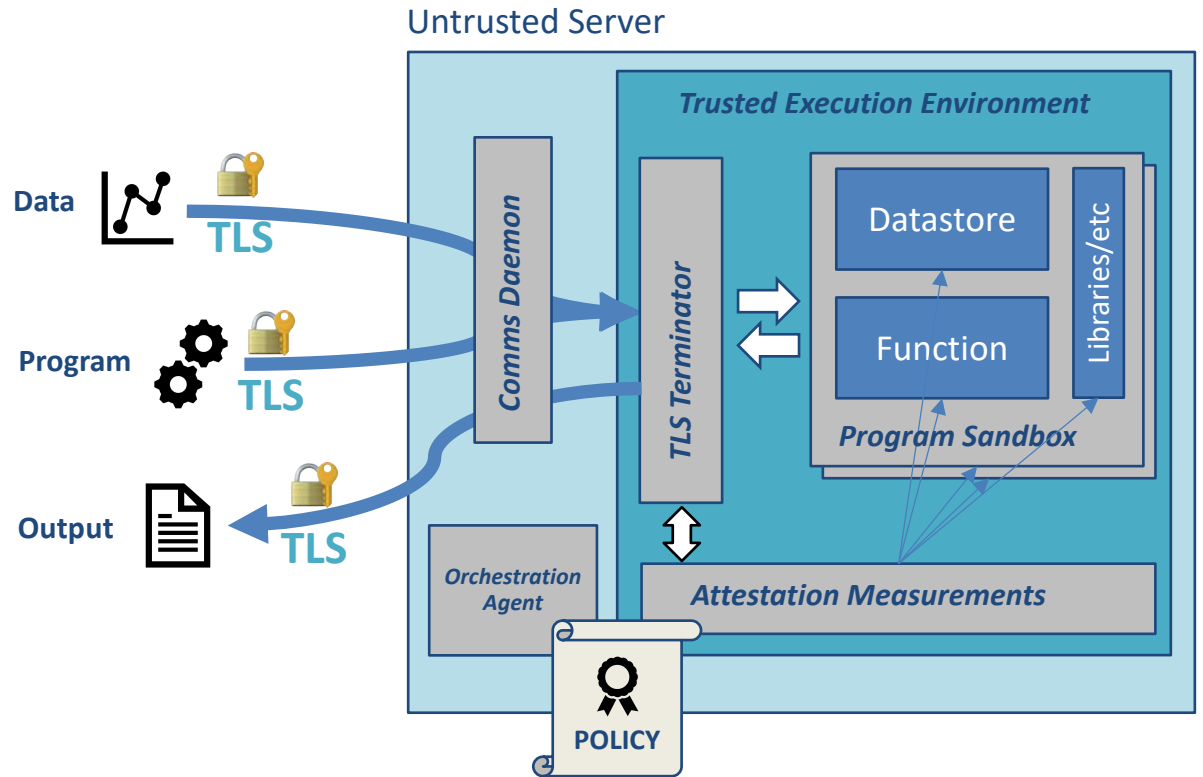 Untrusted Server
Trusted Execution Environment
Data
TLS
Comms Daemon
TLS Terminator
Datastore
Libraries/etc
Program
TLS
Function
Program Sandbox
Output
TLS
Orchestration
Agent
Attestation Measurements
POLICY